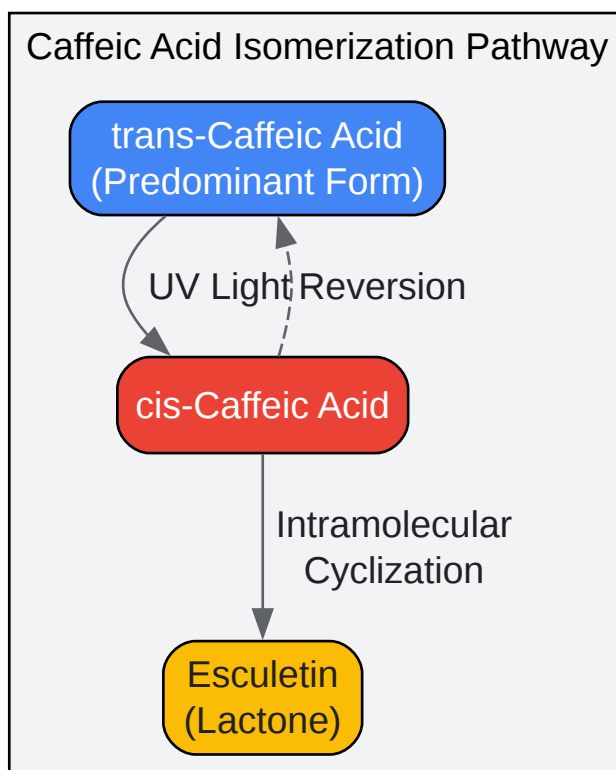 Caffeic Acid Isomerization Pathway
trans-Caffeic Acid
(Predominant Form)
UV Light
Reversion
cis-Caffeic Acid
Intramolecular
Cyclization
Esculetin
(Lactone)